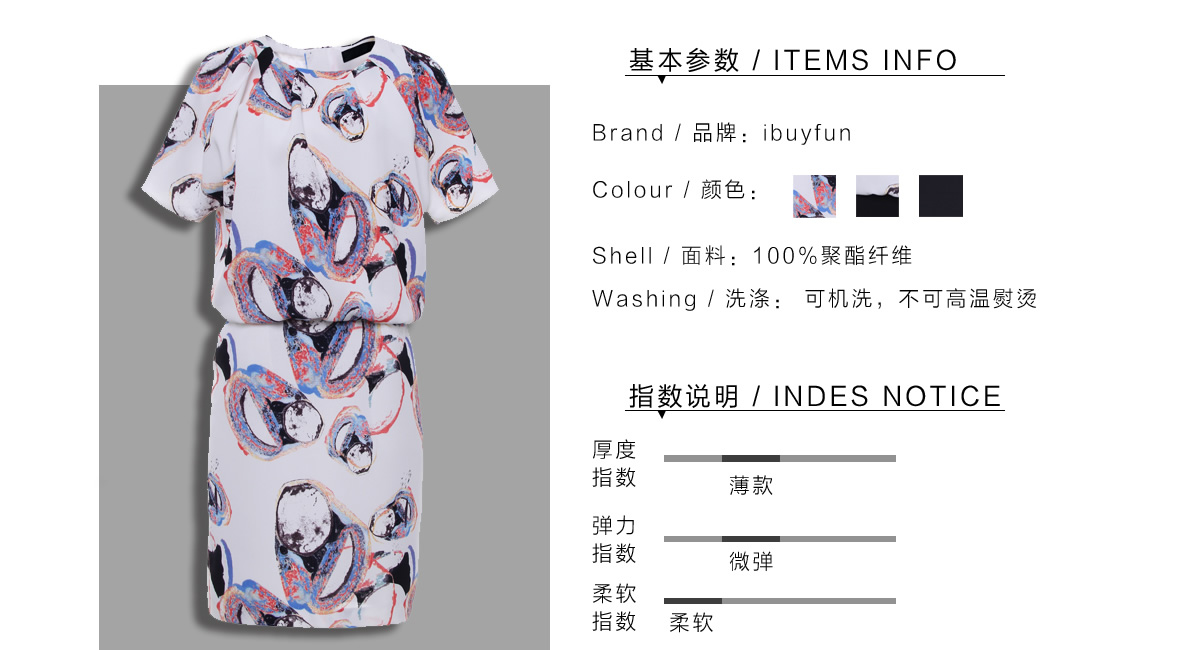 基本参数 / ITEMS INFO
Brand / 品牌：ibuyfun
Colour / 颜色：
Shell / 面料：100%聚酯纤维
Washing / 洗涤： 可机洗，不可高温熨烫
指数说明 / INDES NOTICE
厚度
指数
薄款
弹力
指数
微弹
柔软
指数
柔软